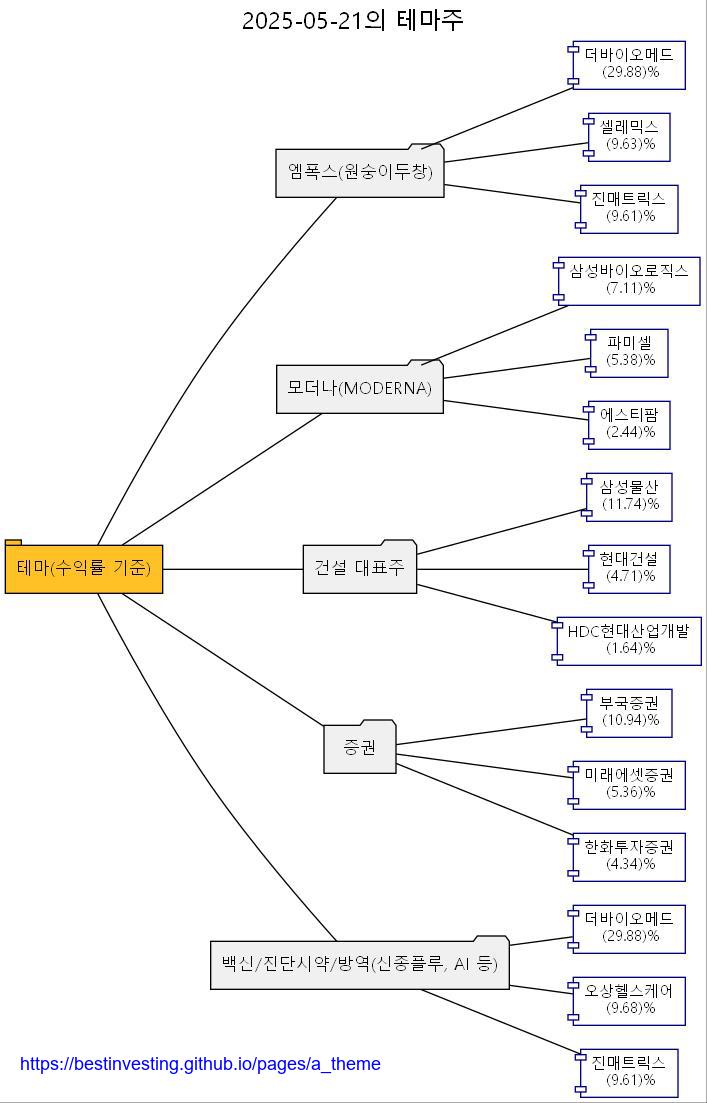 2025-05-21의 테마주
더바이오메드
(29.88)%
셀레믹스
(9.63)%
엠폭스(원숭이두창)
진매트릭스
(9.61)%
삼성바이오로직스
(7.11)%
파미셀
(5.38)%
모더나(MODERNA)
에스티팜
(2.44)%
삼성물산
(11.74)%
테마(수익률 기준)
건설 대표주
현대건설
(4.71)%
HDC현대산업개발
(1.64)%
부국증권
(10.94)%
증권
미래에셋증권
(5.36)%
한화투자증권
(4.34)%
더바이오메드
(29.88)%
백신/진단시약/방역(신종플루, AI 등)
오상헬스케어
(9.68)%
진매트릭스
(9.61)%
https://bestinvesting.github.io/pages/a_theme